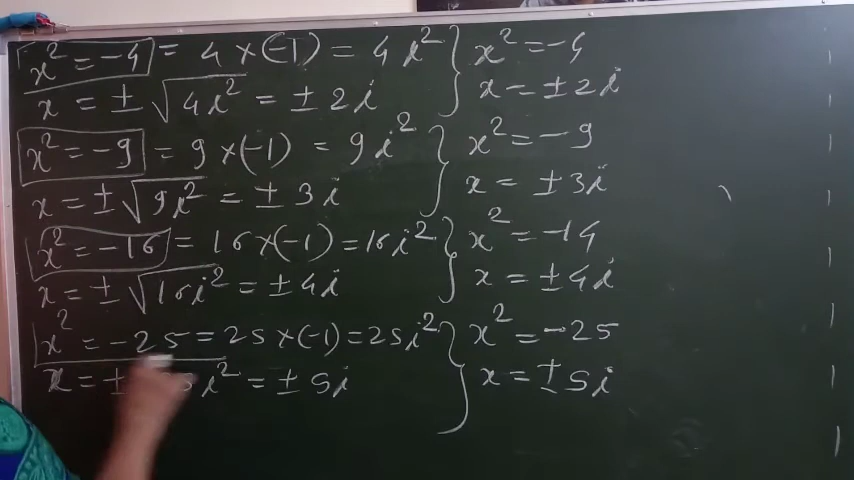 x² = -4 = 4 × (-1) = 4i² } x² = -4
x = ± √4i² = ± 2i x = ± 2i
x² = -9 = 9 × (-1) = 9i² } x² = -9
x = ± √9i² = ± 3i x = ± 3i
x² = -16 = 16 × (-1) = 16i² } x² = -14
x = ± √16i² = ± 4i x = ± 4i
x² = -25 = 25 × (-1) = 25i² } x² = -25
x = ± i² = ± 5i x = ± 5i